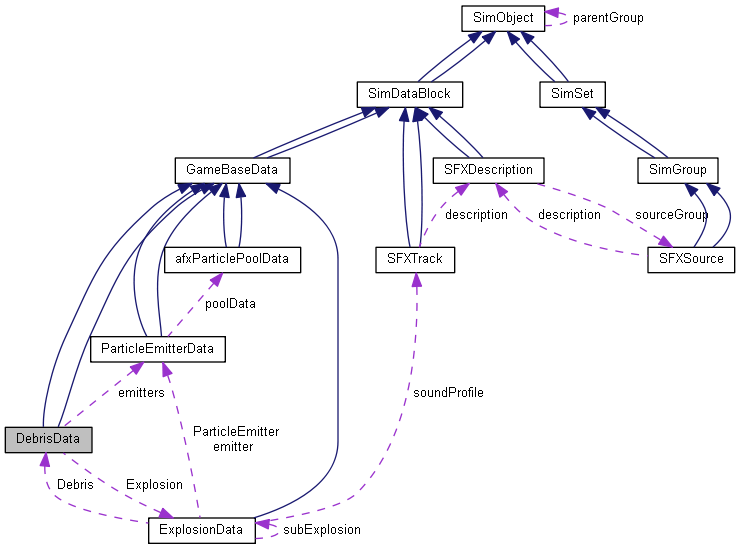 SimObject
parentGroup
SimDataBlock
SimSet
GameBaseData
SFXDescription
SimGroup
description
description
sourceGroup
afxParticlePoolData
SFXTrack
SFXSource
poolData
ParticleEmitterData
emitters
soundProfile
DebrisData
ParticleEmitter
emitter
Debris
Explosion
ExplosionData
subExplosion